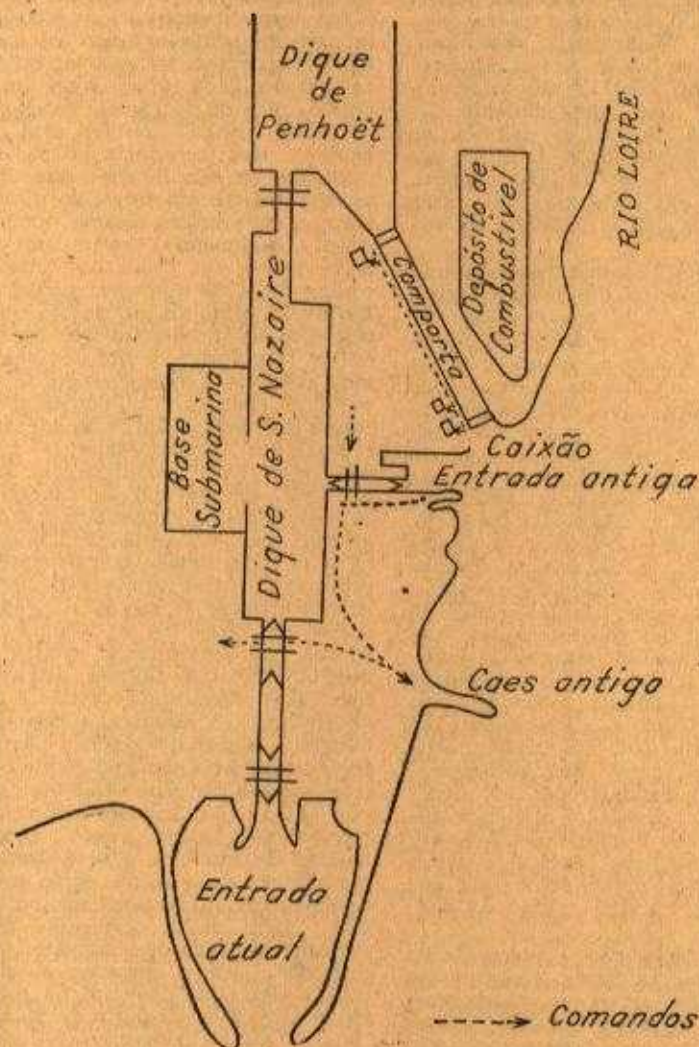 Dique
de
Penhoët
RIO LOIRE
Depósito de
Combustivel
Comporta
Dique de S. Nazaire
Base
Submarina
Caixão
Entrada antiga
Caes antigo
Entrada
atual
Comandos